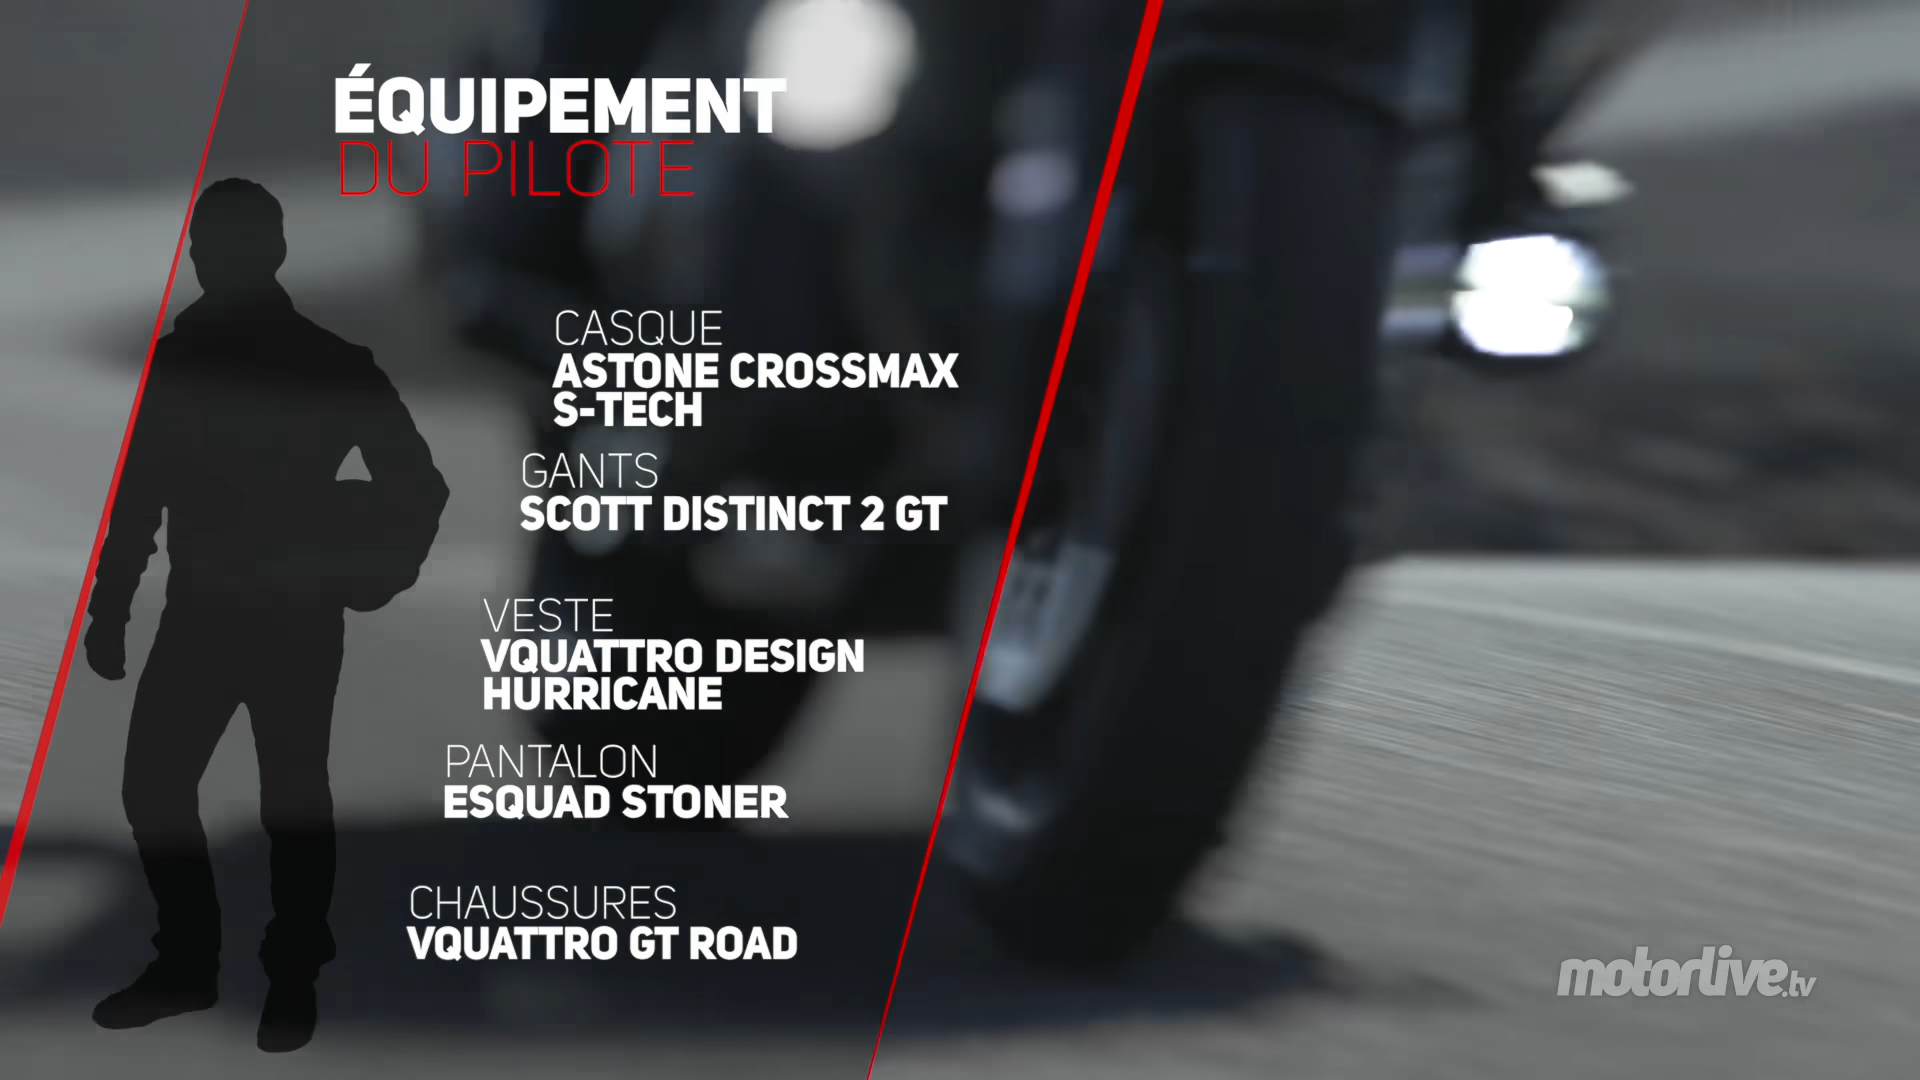 ÉQUIPEMENT
DU PILOTE
CASQUE
ASTONE CROSSMAX
S-TECH
GANTS
SCOTT DISTINCT 2 GT
VESTE
VQUATTRO DESIGN
HURRICANE
PANTALON
ESQUAD STONER
CHAUSSURES
VQUATTRO GT ROAD
motorlive.tv